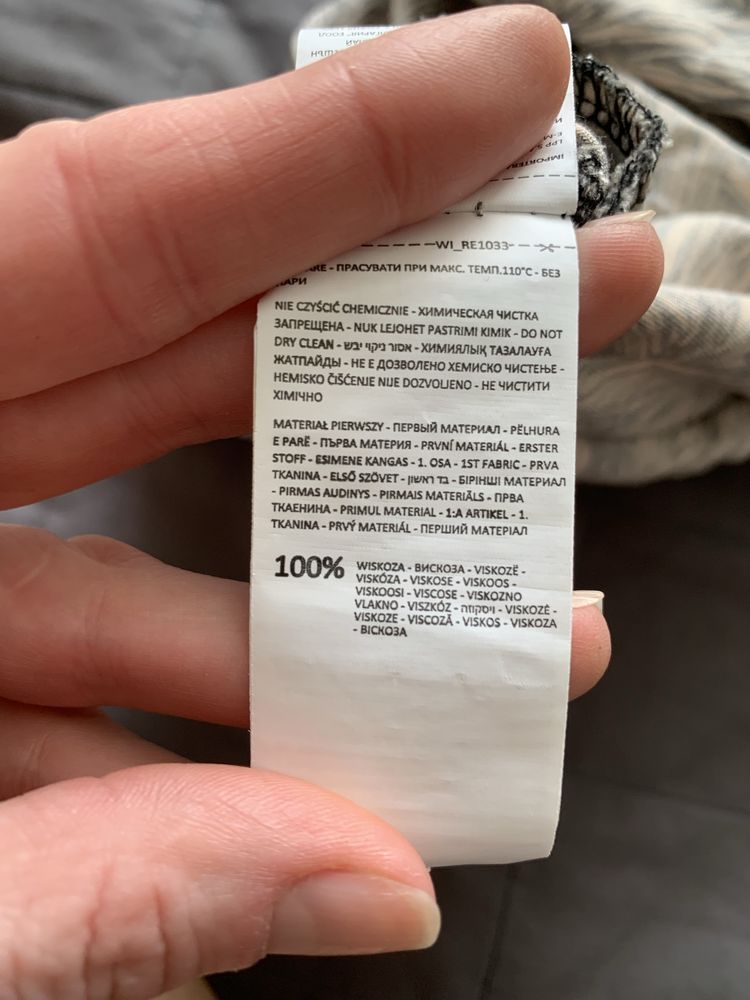 WI_RE1033
- ПРАСУВАТИ ПРИ МАКС. ТЕМП.110°C - БЕЗ
ПАРИ
NIE CZYŚCIĆ CHEMICZNIE - ХИМИЧЕСКАЯ ЧИСТКА
ЗАПРЕЩЕНА - NUK LEJOHET PASTRIMI KIMIK - DO NOT
DRY CLEAN - אסור ניקוי יבש - ХИМИЯЛЫҚ ТАЗАЛАУҒА
ЖАТПАЙДЫ - НЕ Е ДОЗВОЛЕНО ХЕМИСКО ЧИСТЕЊЕ -
HEMISKO ČIŠĆENJE NIJE DOZVOLJENO - НЕ ЧИСТИТИ
ХІМІЧНО
MATERIAŁ PIERWSZY - ПЕРВЫЙ МАТЕРИАЛ - PËLHURA
E PARË - ПЪРВА МАТЕРИЯ - PRVNÍ MATERIÁL - ERSTER
STOFF - ESIMENE KANGAS - 1. OSA - 1ST FABRIC - PRVA
TKANINA - ELSŐ SZÖVET - בד ראשון - БІРІНШІ МАТЕРИАЛ
- PIRMAS AUDINYS - PIRMAIS MATERIĀLS - ПРВА
ТКАЕНИНА - PRIMUL MATERIAL - 1:A ARTIKEL - 1.
TKANINA - PRVÝ MATERIÁL - ПЕРШИЙ МАТЕРІАЛ
100% WISKOZA - ВИСКОЗА - VISKOZË -
VISKÓZA - VISKOSE - VISKOOS -
VISKOOSI - VISCOSE - VISKOZNO
VLAKNO - VISZKÓZ - ויסקוזה - VISKOZĖ -
VISKOZE - VISCOZĂ - VISKOS - VISKOZA
- ВІСКОЗА